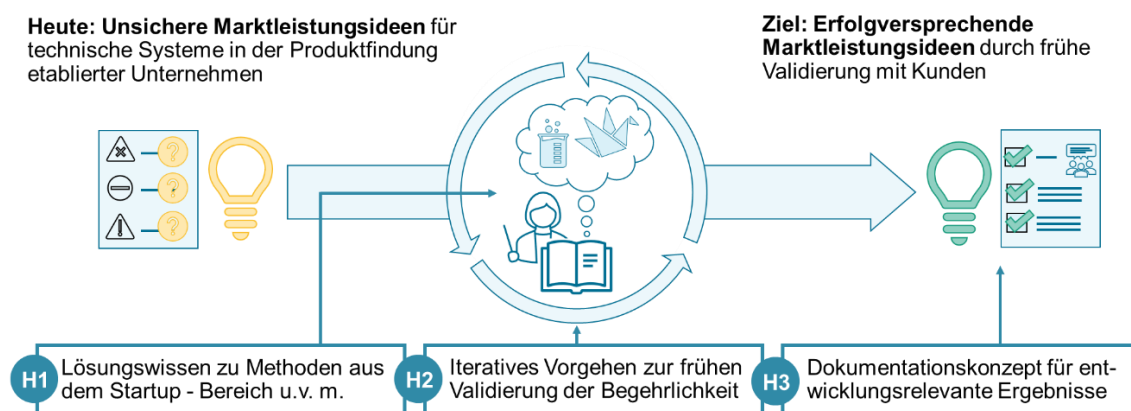 Heute: Unsichere Marktleistungsideen für
technische Systeme in der Produktfindung
etablierter Unternehmen
Ziel: Erfolgversprechende
Marktleistungsideen durch frühe
Validierung mit Kunden
H1
Lösungswissen zu Methoden aus
dem Startup - Bereich u.v. m.
H2
Iteratives Vorgehen zur frühen
Validierung der Begehrlichkeit
H3
Dokumentationskonzept für ent-
wicklungsrelevante Ergebnisse